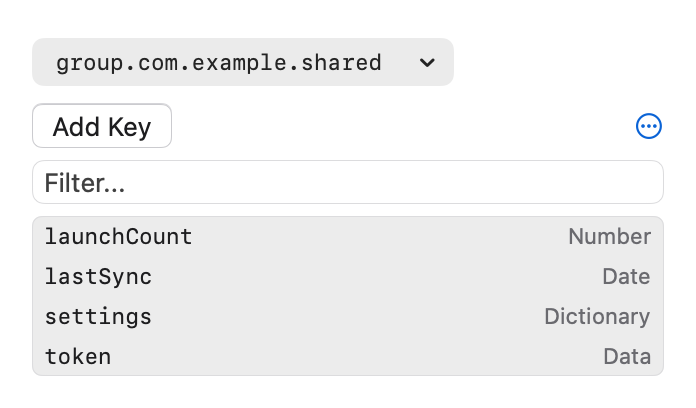 group.com.example.shared
Add Key
Filter...
launchCount Number
lastSync Date
settings Dictionary
token Data